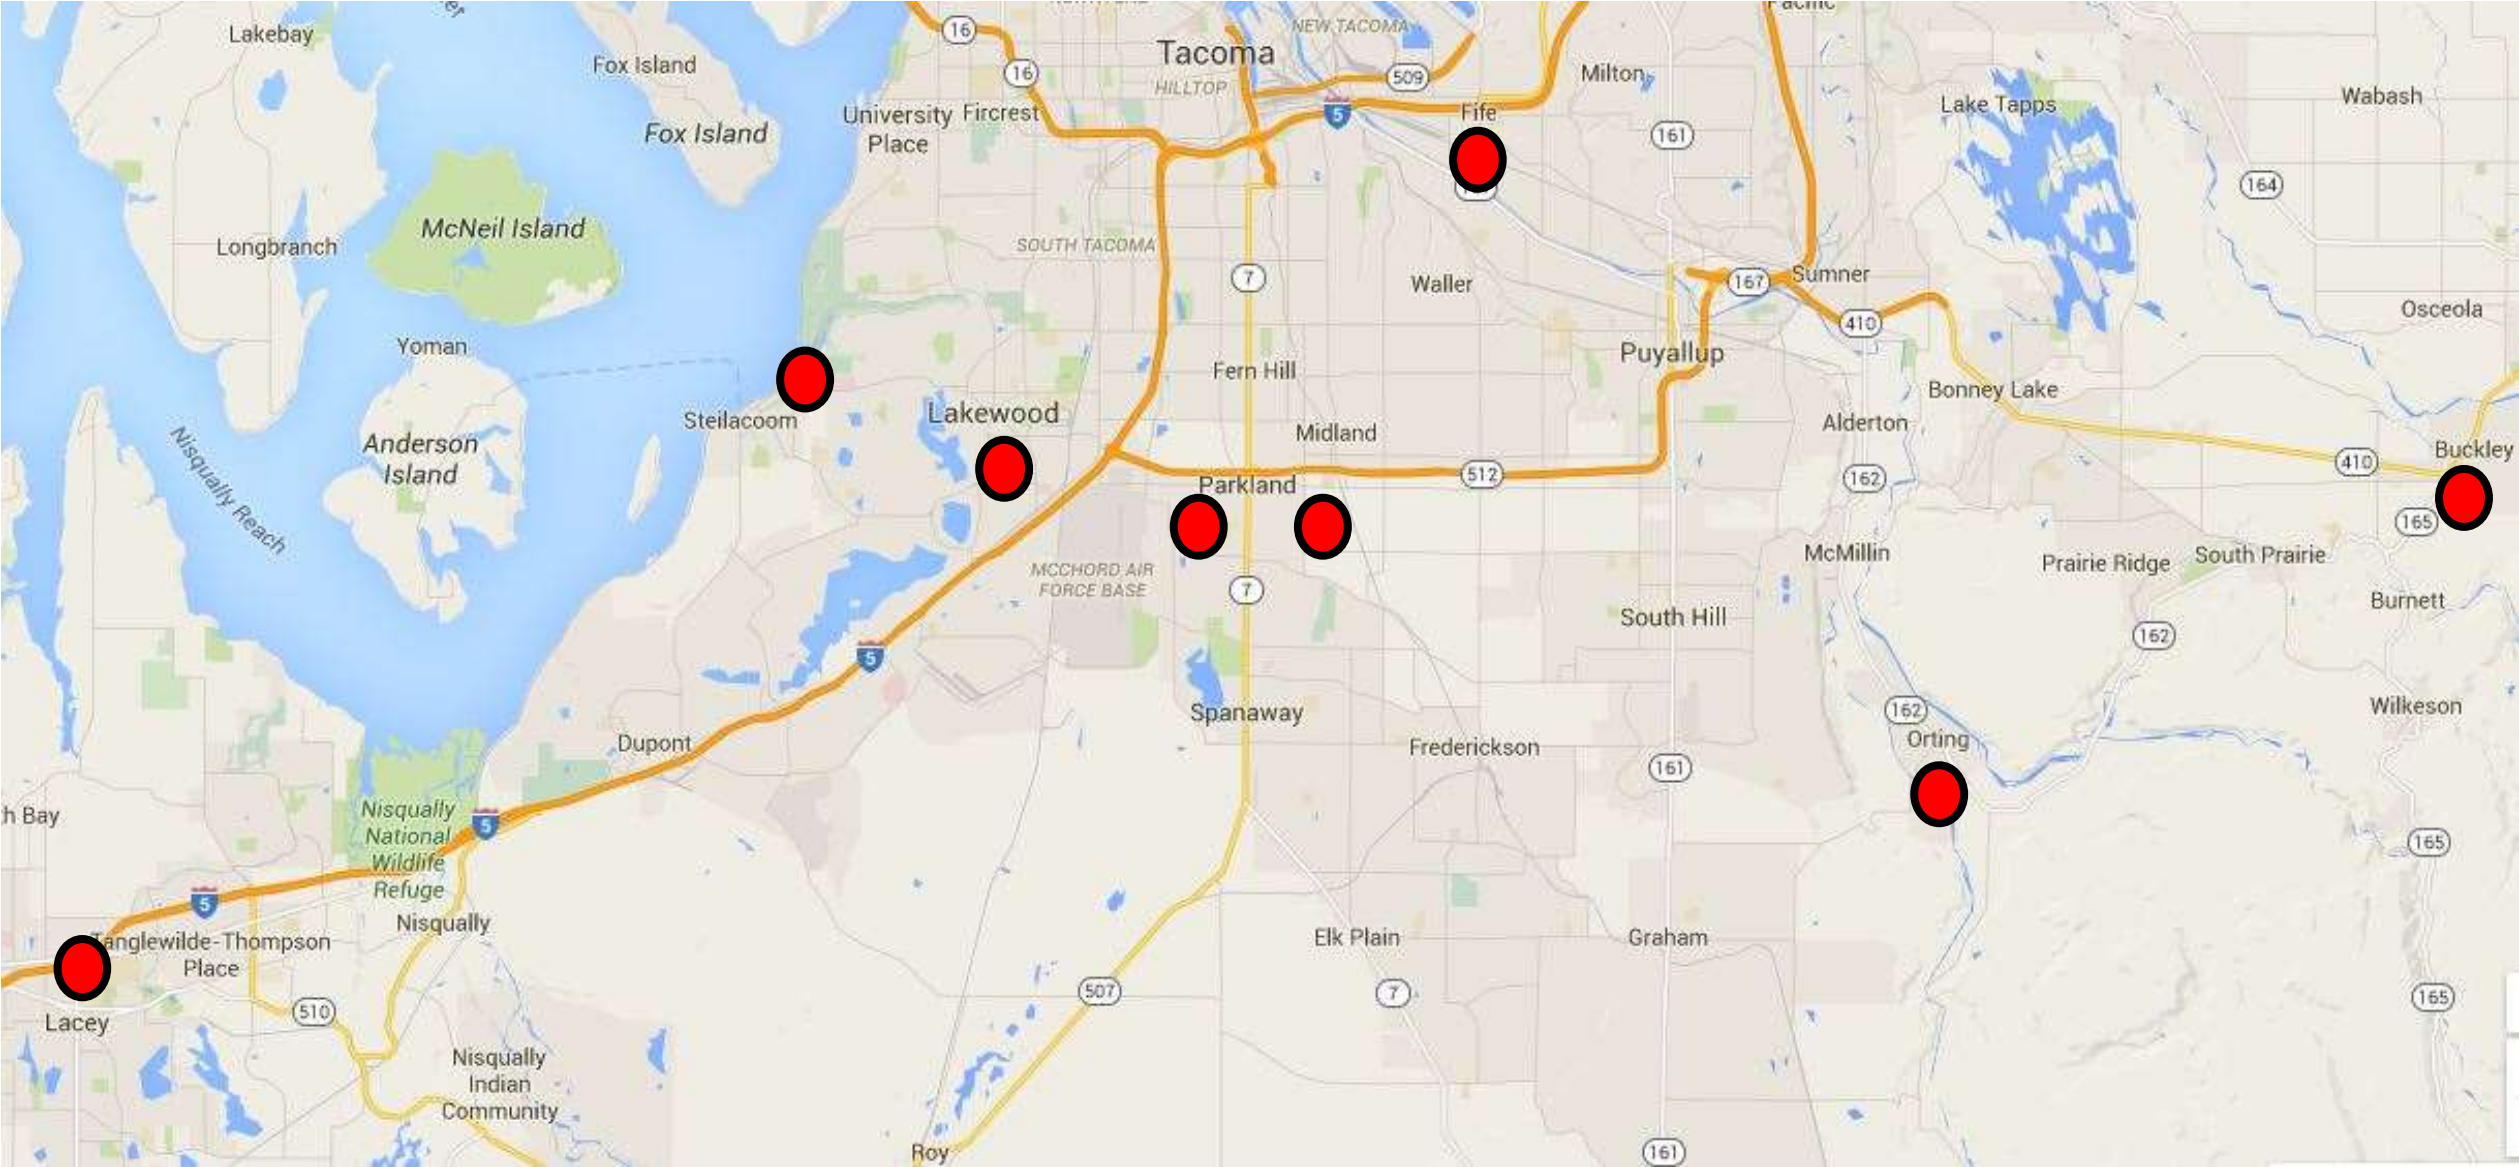 Lakebay
Fox Island
16
NEW TACOMA
Pacific
Tacoma
HILLTOP
16
509
Milton
Lake Tapps
Wabash
University
Place
Fircrest
5
Fife
161
Fox Island
164
McNeil Island
Longbranch
SOUTH TACOMA
7
Waller
167
Sumner
410
Osceola
Yoman
Puyallup
Fern Hill
Bonney Lake
Steilacoom
Lakewood
Midland
Alderton
Anderson
Island
Nisqually Reach
Buckley
410
512
162
Parkland
165
McMillin
Prairie Ridge
South Prairie
MCCHORD AIR
FORCE BASE
7
Burnett
South Hill
162
5
Spanaway
162
Wilkeson
Dupont
Frederickson
Orting
161
h Bay
Nisqually
National
Wildlife
Refuge
5
165
5
Nisqually
Tanglewilde-Thompson
Place
Elk Plain
Graham
507
7
165
510
Lacey
Nisqually
Indian
Community
Roy
161